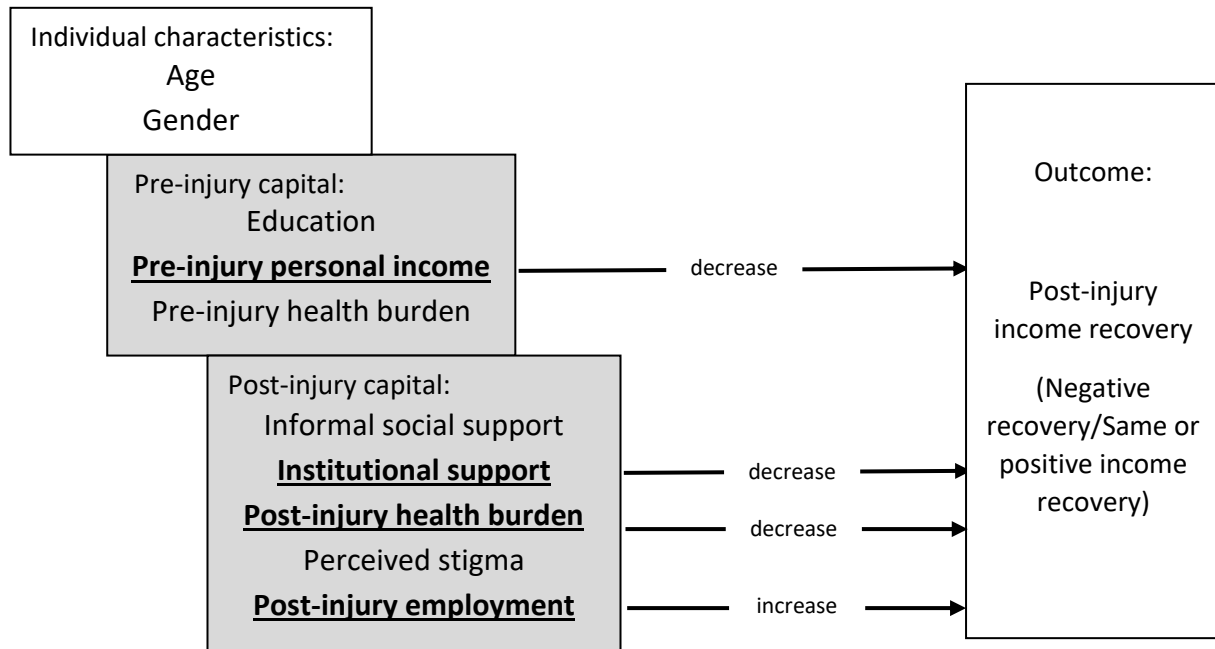 Individual characteristics:
Age
Gender
Pre-injury capital:
Education
Pre-injury personal income
Pre-injury health burden
Post-injury capital:
Informal social support
Institutional support
Post-injury health burden
Perceived stigma
Post-injury employment
decrease
decrease
decrease
increase
Outcome:
Post-injury
income recovery
(Negative
recovery/Same or
positive income
recovery)